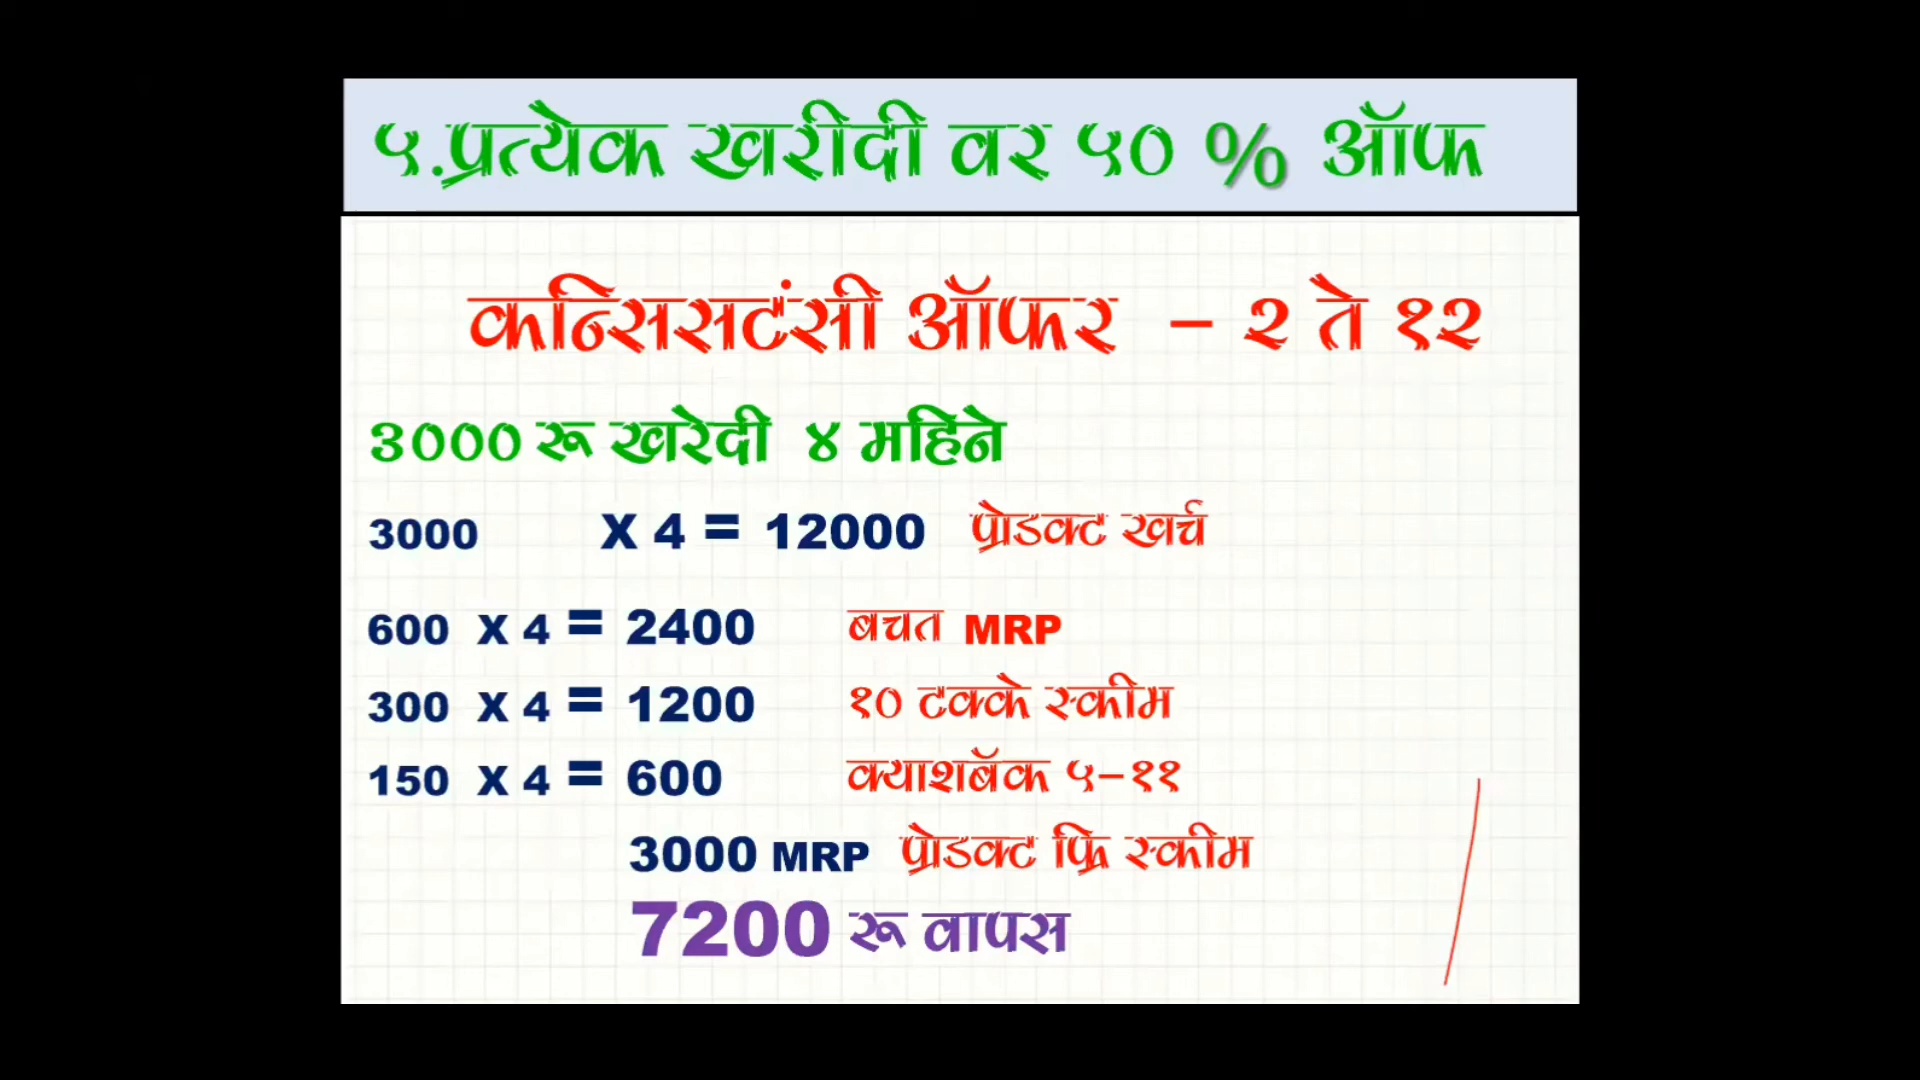 ५.प्रत्येक खरीदी वर ५० % ऑफ
कन्सिसटंसी ऑफर - २ ते १२
3000 रू खरेदी ४ महिने
3000 X 4 = 12000 प्रोडक्ट खर्च
600 X 4 = 2400 बचत MRP
300 X 4 = 1200 १० टक्के स्कीम
150 X 4 = 600 क्याशबॅक ५-११
3000 MRP प्रोडक्ट फ्रि स्कीम
7200 रू वापस